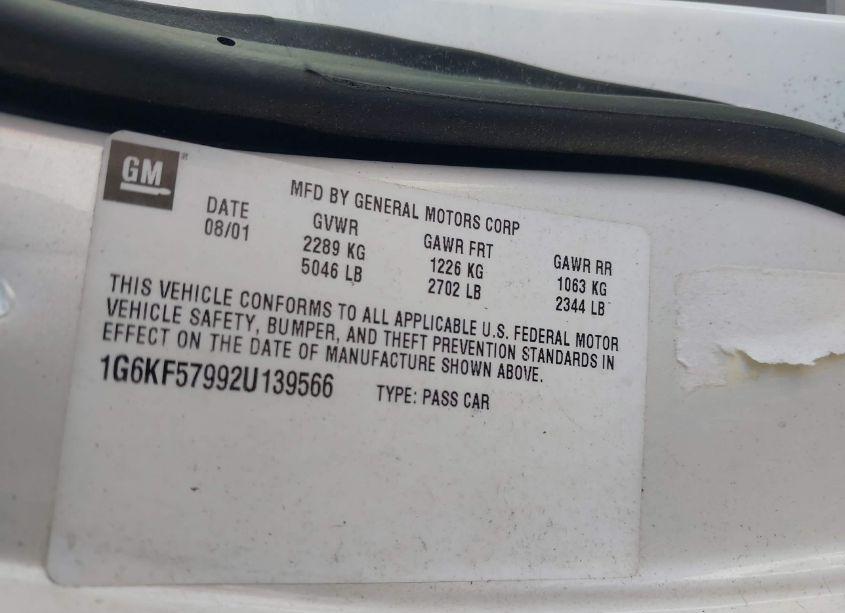 GM
MFD BY GENERAL MOTORS CORP
DATE GVWR GAWR FRT GAWR RR
08/01 2289 KG 1226 KG 1063 KG
5046 LB 2702 LB 2344 LB
THIS VEHICLE CONFORMS TO ALL APPLICABLE U.S. FEDERAL MOTOR
VEHICLE SAFETY, BUMPER, AND THEFT PREVENTION STANDARDS IN
EFFECT ON THE DATE OF MANUFACTURE SHOWN ABOVE.
1G6KF57992U139566 TYPE: PASS CAR